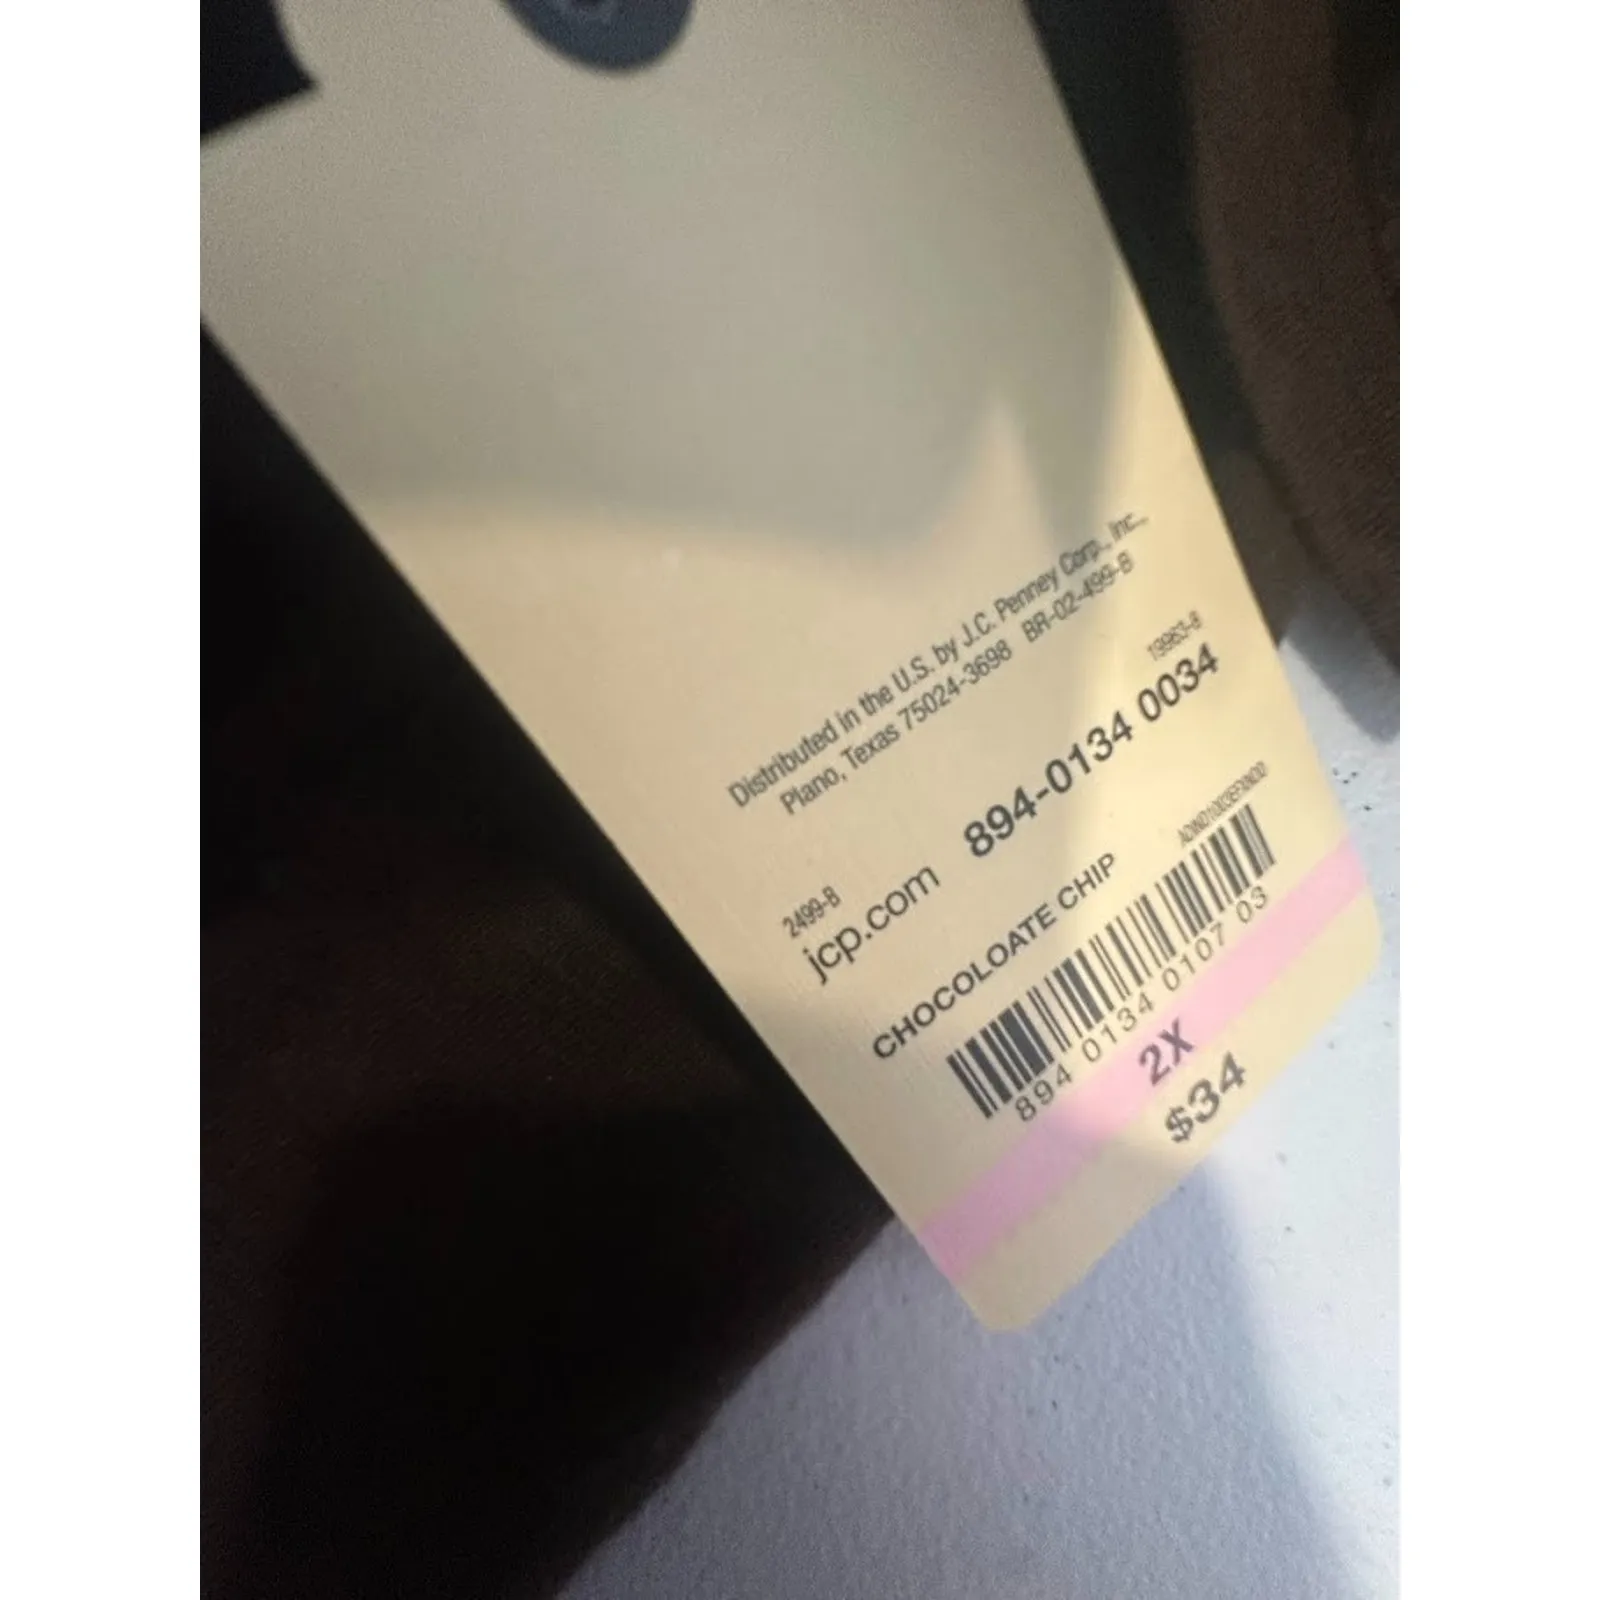 Distributed in the U.S. by J.C. Penney Corp., Inc.,
Plano, Texas 75024-3698 BR-02-499-B
19963-8
2499-B
jcp.com 894-0134 0034
CHOCOLOATE CHIP
894 0134 0107 03
2X
$34